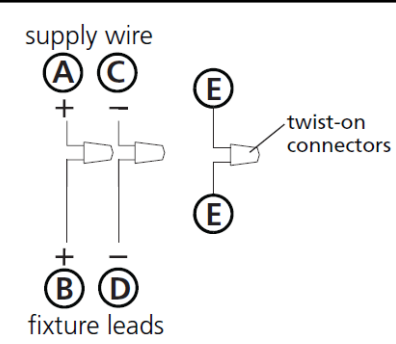 supply wire
A C
+ −
E
twist-on
connectors
E
+ −
B D
fixture leads